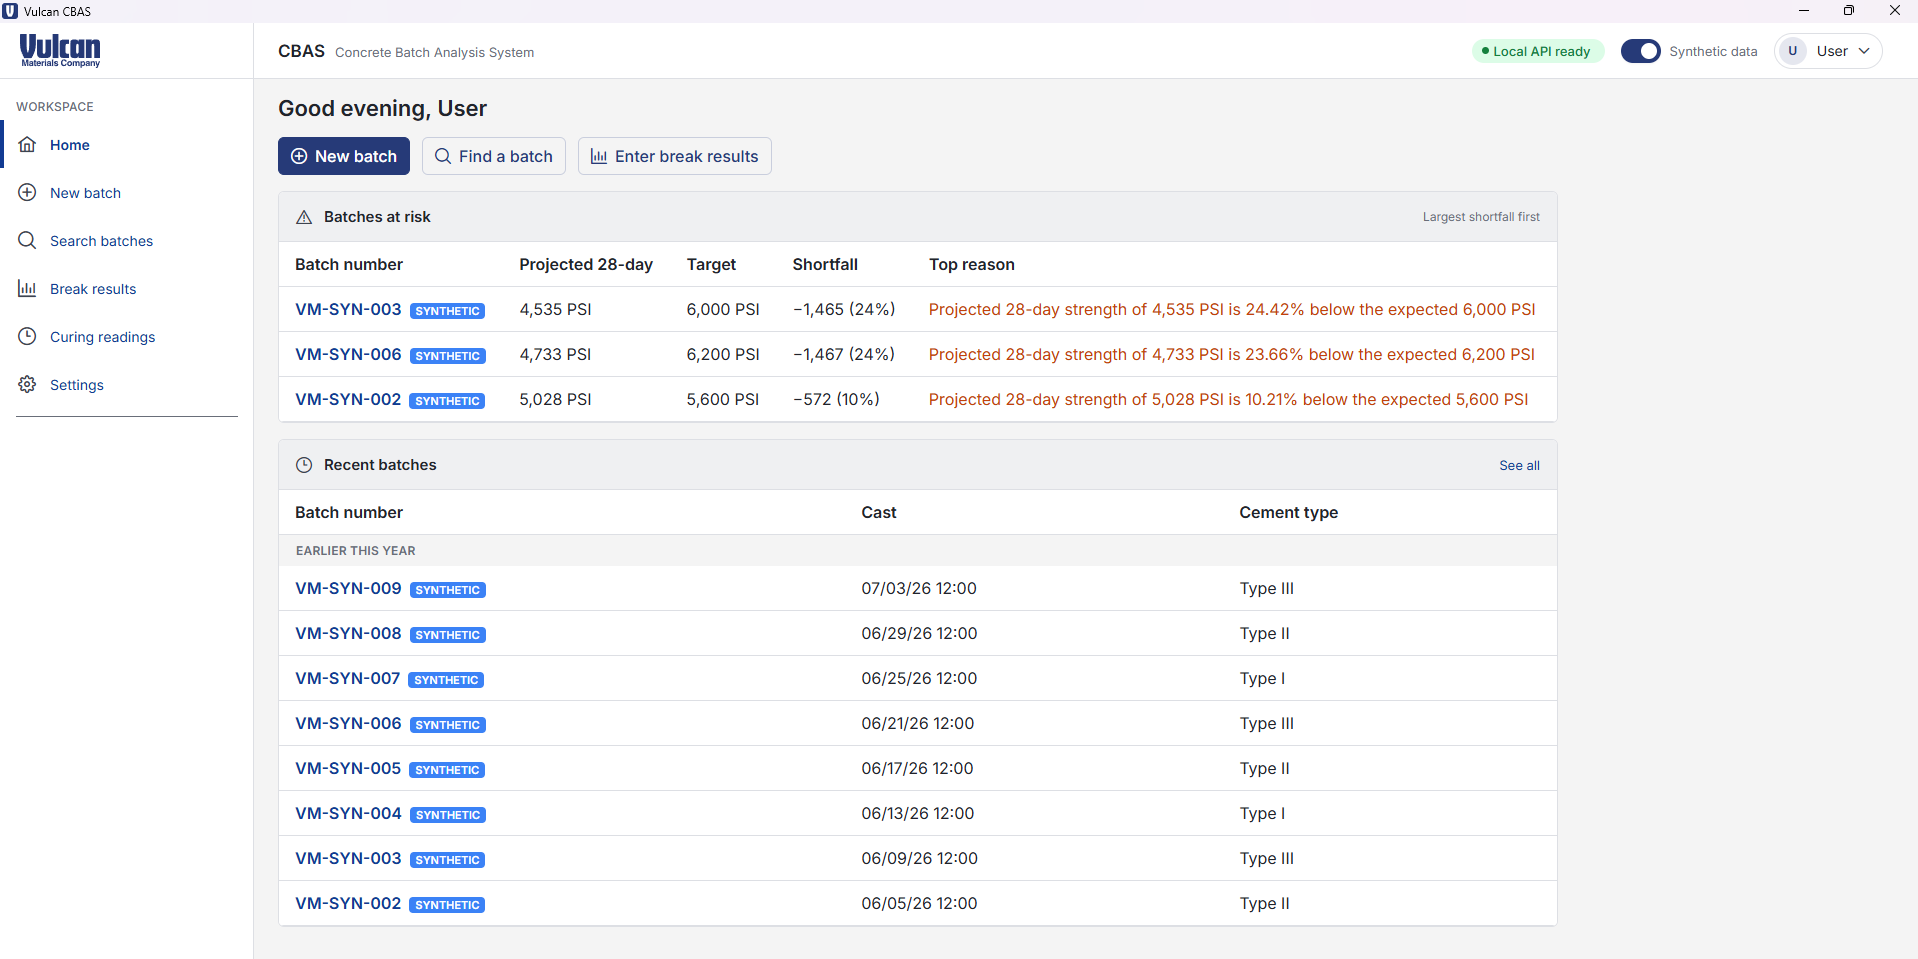 Vulcan CBAS
Vulcan
Materials Company
CBAS Concrete Batch Analysis System
Local API ready
Synthetic data
U User
WORKSPACE
Home
New batch
Search batches
Break results
Curing readings
Settings
Good evening, User
New batch Find a batch Enter break results
Batches at risk Largest shortfall first
Batch number Projected 28-day Target Shortfall Top reason
VM-SYN-003 SYNTHETIC 4,535 PSI 6,000 PSI −1,465 (24%) Projected 28-day strength of 4,535 PSI is 24.42% below the expected 6,000 PSI
VM-SYN-006 SYNTHETIC 4,733 PSI 6,200 PSI −1,467 (24%) Projected 28-day strength of 4,733 PSI is 23.66% below the expected 6,200 PSI
VM-SYN-002 SYNTHETIC 5,028 PSI 5,600 PSI −572 (10%) Projected 28-day strength of 5,028 PSI is 10.21% below the expected 5,600 PSI
Recent batches See all
Batch number Cast Cement type
EARLIER THIS YEAR
VM-SYN-009 SYNTHETIC 07/03/26 12:00 Type III
VM-SYN-008 SYNTHETIC 06/29/26 12:00 Type II
VM-SYN-007 SYNTHETIC 06/25/26 12:00 Type I
VM-SYN-006 SYNTHETIC 06/21/26 12:00 Type III
VM-SYN-005 SYNTHETIC 06/17/26 12:00 Type II
VM-SYN-004 SYNTHETIC 06/13/26 12:00 Type I
VM-SYN-003 SYNTHETIC 06/09/26 12:00 Type III
VM-SYN-002 SYNTHETIC 06/05/26 12:00 Type II